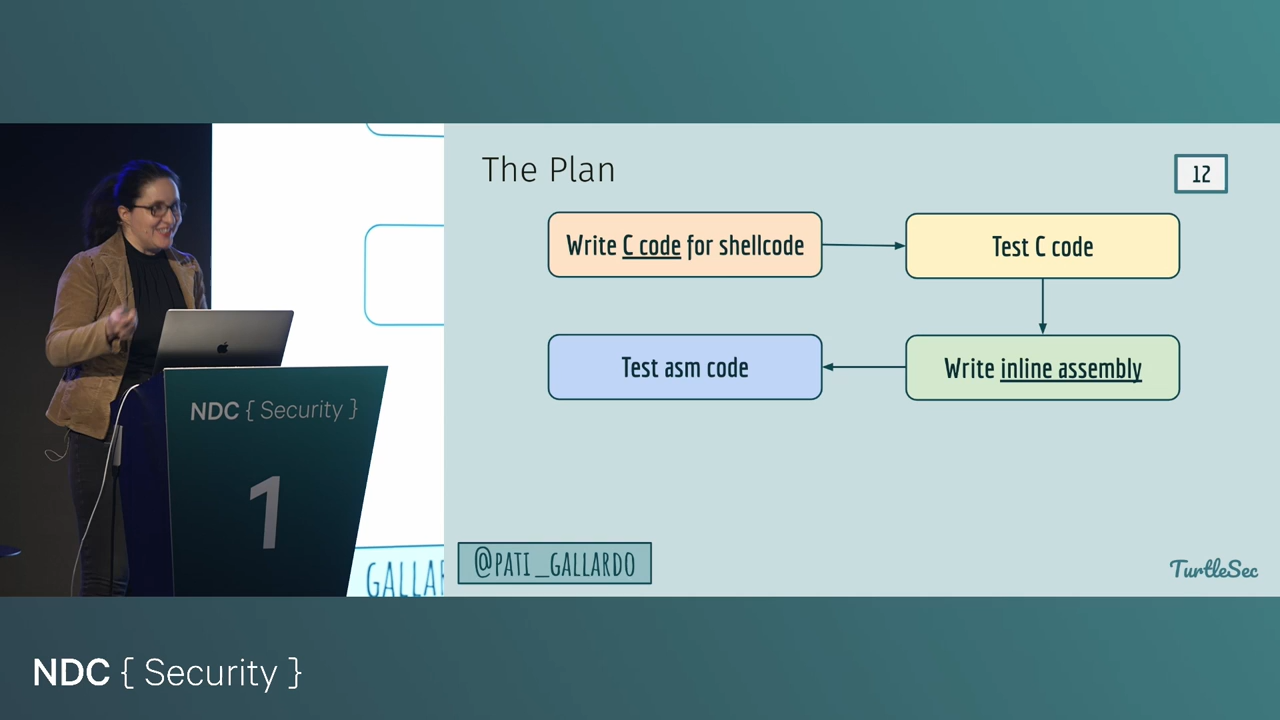 The Plan
12
Write C code for shellcode
Test C code
Test asm code
Write inline assembly
@PATI_GALLARDO
TurtleSec
NDC { Security }
1
GALLAR
NDC { Security }